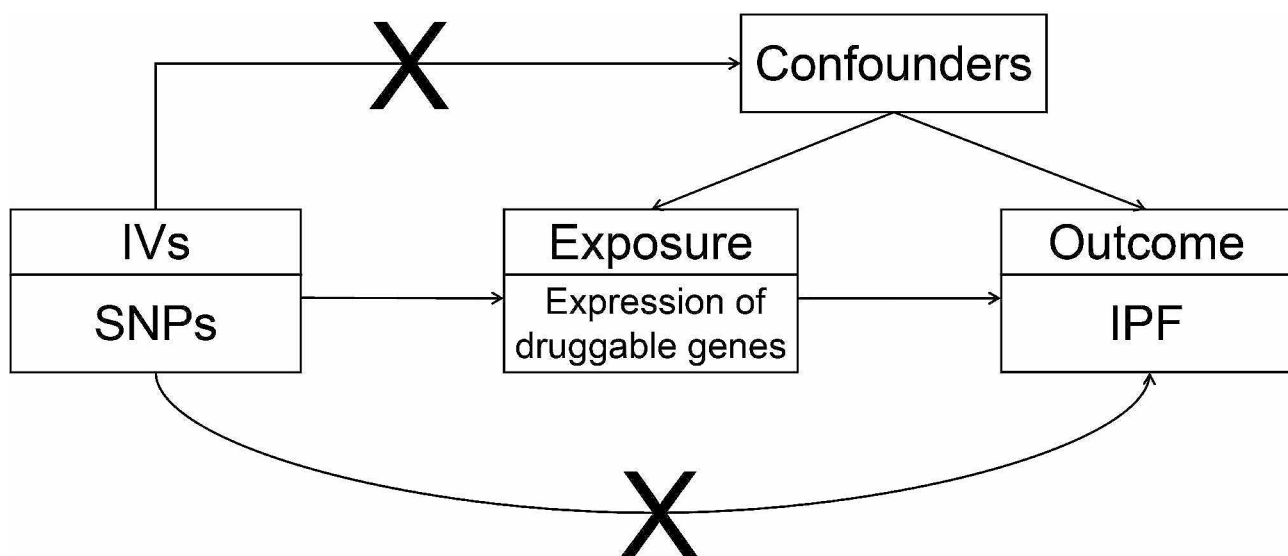 X
Confounders
IVs
SNPs
Exposure
Expression of
druggable genes
Outcome
IPF
X